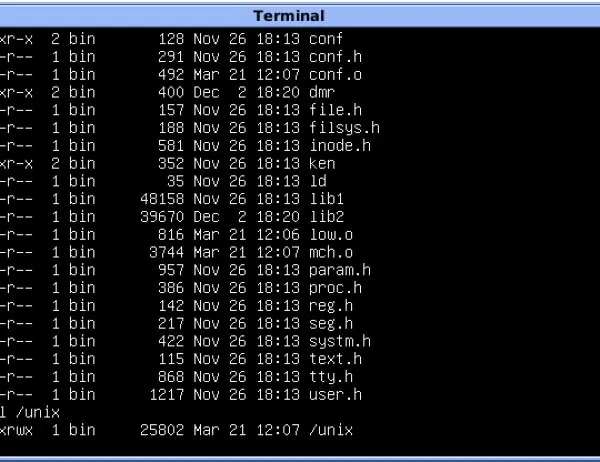 Terminal
xr-x  2 bin       128 Nov 26 18:13 conf
-r--  1 bin       291 Nov 26 18:13 conf.h
-r--  1 bin       492 Mar 21 12:07 conf.o
xr-x  2 bin       400 Dec  2 18:20 dmr
-r--  1 bin       157 Nov 26 18:13 file.h
-r--  1 bin       188 Nov 26 18:13 filsys.h
-r--  1 bin       581 Nov 26 18:13 inode.h
xr-x  2 bin       352 Nov 26 18:13 ken
-r--  1 bin        35 Nov 26 18:13 ld
-r--  1 bin     48158 Nov 26 18:13 lib1
-r--  1 bin     39670 Dec  2 18:20 lib2
-r--  1 bin       816 Mar 21 12:06 low.o
-r--  1 bin      3744 Mar 21 12:07 mch.o
-r--  1 bin       957 Nov 26 18:13 param.h
-r--  1 bin       386 Nov 26 18:13 proc.h
-r--  1 bin       142 Nov 26 18:13 reg.h
-r--  1 bin       217 Nov 26 18:13 seg.h
-r--  1 bin       422 Nov 26 18:13 systm.h
-r--  1 bin       115 Nov 26 18:13 text.h
-r--  1 bin       868 Nov 26 18:13 tty.h
-r--  1 bin      1217 Nov 26 18:13 user.h
l /unix
xrwx  1 bin     25802 Mar 21 12:07 /unix